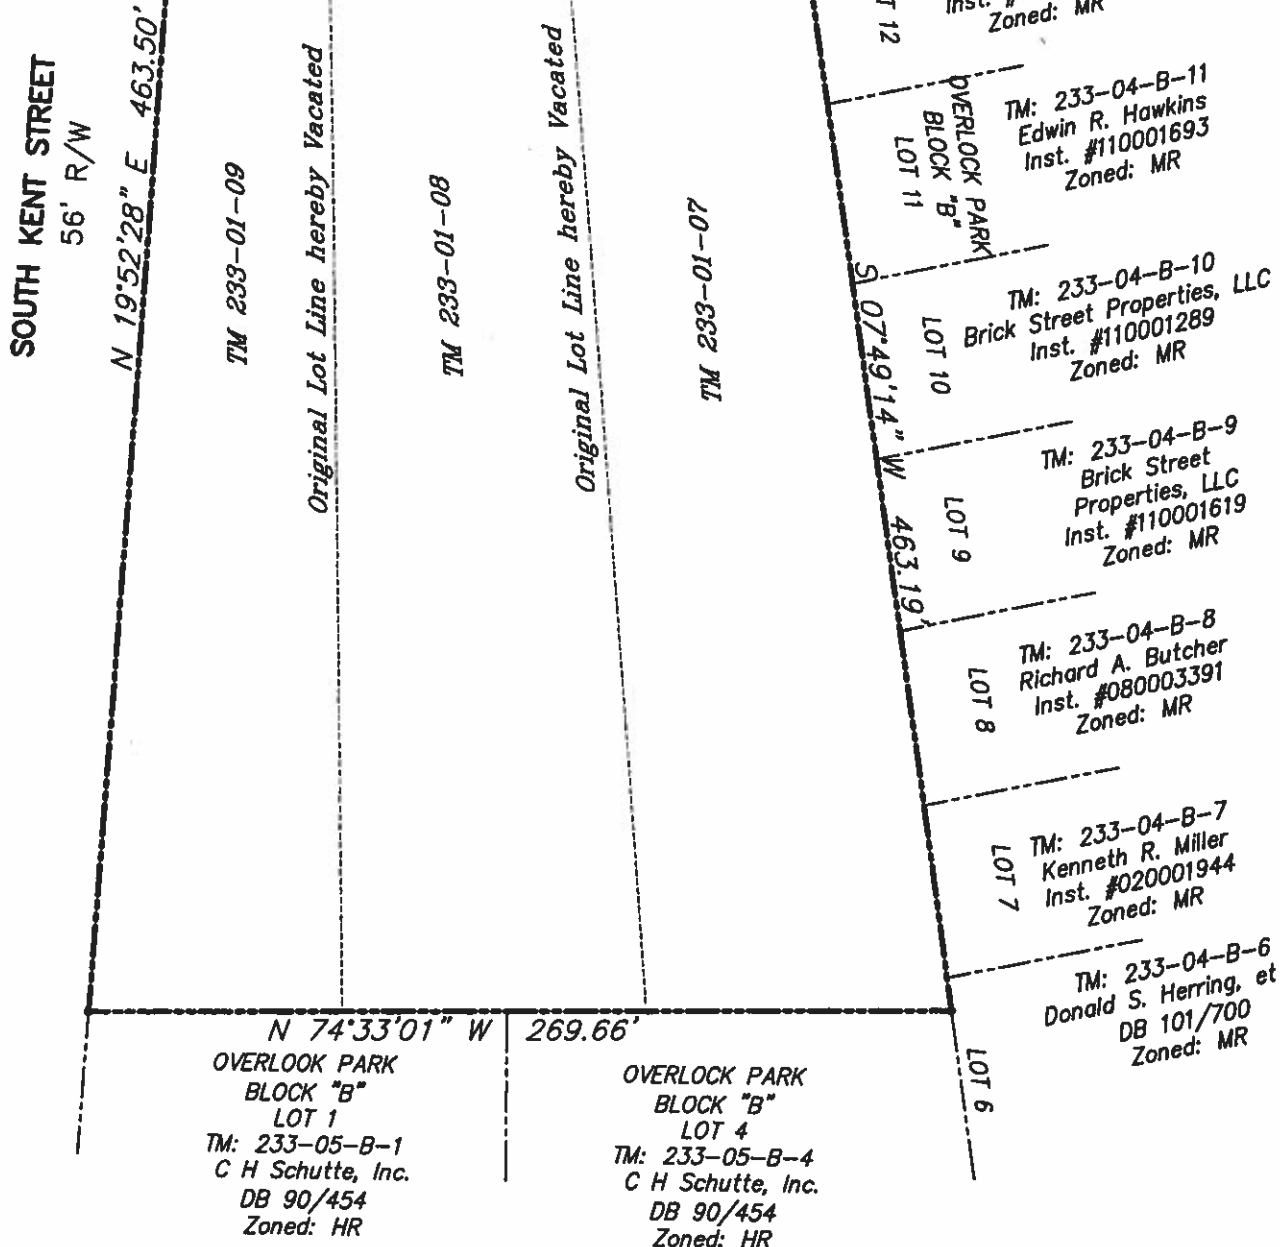 SOUTH KENT STREET
56' R/W
N 19°52'28" E 463.50'
TM 233-01-09
Original Lot Line hereby Vacated
TM 233-01-08
Original Lot Line hereby Vacated
TM 233-01-07
S 07°49'14" W 463.19'
12
Inst. #
Zoned: MR
OVERLOCK PARK
BLOCK "B"
LOT 11
TM: 233-04-B-11
Edwin R. Hawkins
Inst. #110001693
Zoned: MR
LOT 10
TM: 233-04-B-10
Brick Street Properties, LLC
Inst. #110001289
Zoned: MR
LOT 9
TM: 233-04-B-9
Brick Street
Properties, LLC
Inst. #110001619
Zoned: MR
LOT 8
TM: 233-04-B-8
Richard A. Butcher
Inst. #080003391
Zoned: MR
LOT 7
TM: 233-04-B-7
Kenneth R. Miller
Inst. #020001944
Zoned: MR
LOT 6
TM: 233-04-B-6
Donald S. Herring, et
DB 101/700
Zoned: MR
N 74°33'01" W 269.66'
OVERLOOK PARK
BLOCK "B"
LOT 1
TM: 233-05-B-1
C H Schutte, Inc.
DB 90/454
Zoned: HR
OVERLOCK PARK
BLOCK "B"
LOT 4
TM: 233-05-B-4
C H Schutte, Inc.
DB 90/454
Zoned: HR